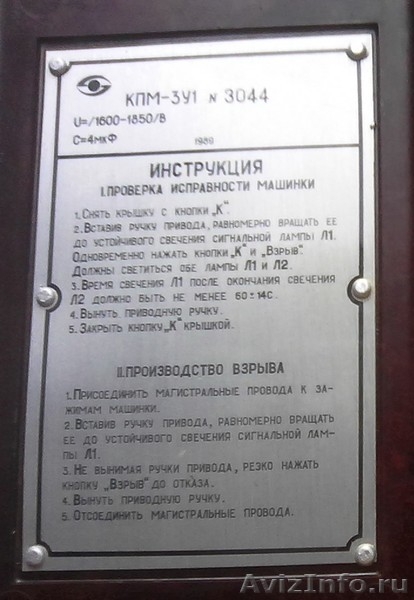 КПМ-3У1 N 3044
U=/1600-1850/В
С=4мкФ 1989
ИНСТРУКЦИЯ
I.ПРОВЕРКА ИСПРАВНОСТИ МАШИНКИ
1. СНЯТЬ КРЫШКУ С КНОПКИ „К".
2. ВСТАВИВ РУЧКУ ПРИВОДА, РАВНОМЕРНО ВРАЩАТЬ ЕЕ
ДО УСТОЙЧИВОГО СВЕЧЕНИЯ СИГНАЛЬНОЙ ЛАМПЫ Л1.
ОДНОВРЕМЕННО НАЖАТЬ КНОПКИ „К" И „ВЗРЫВ".
ДОЛЖНЫ СВЕТИТЬСЯ ОБЕ ЛАМПЫ Л1 И Л2.
3. ВРЕМЯ СВЕЧЕНИЯ Л1 ПОСЛЕ ОКОНЧАНИЯ СВЕЧЕНИЯ
Л2 ДОЛЖНО БЫТЬ НЕ МЕНЕЕ 60±14С.
4. ВЫНУТЬ ПРИВОДНУЮ РУЧКУ.
5. ЗАКРЫТЬ КНОПКУ „К" КРЫШКОЙ.
II.ПРОИЗВОДСТВО ВЗРЫВА
1. ПРИСОЕДИНИТЬ МАГИСТРАЛЬНЫЕ ПРОВОДА К ЗА-
ЖИМАМ МАШИНКИ.
2. ВСТАВИВ РУЧКУ ПРИВОДА, РАВНОМЕРНО ВРАЩАТЬ
ЕЕ ДО УСТОЙЧИВОГО СВЕЧЕНИЯ СИГНАЛЬНОЙ ЛАМ-
ПЫ Л1.
3. НЕ ВЫНИМАЯ РУЧКИ ПРИВОДА, РЕЗКО НАЖАТЬ
КНОПКУ „ВЗРЫВ" ДО ОТКАЗА.
4. ВЫНУТЬ ПРИВОДНУЮ РУЧКУ.
5. ОТСОЕДИНИТЬ МАГИСТРАЛЬНЫЕ ПРОВОДА.
AvizInfo.ru